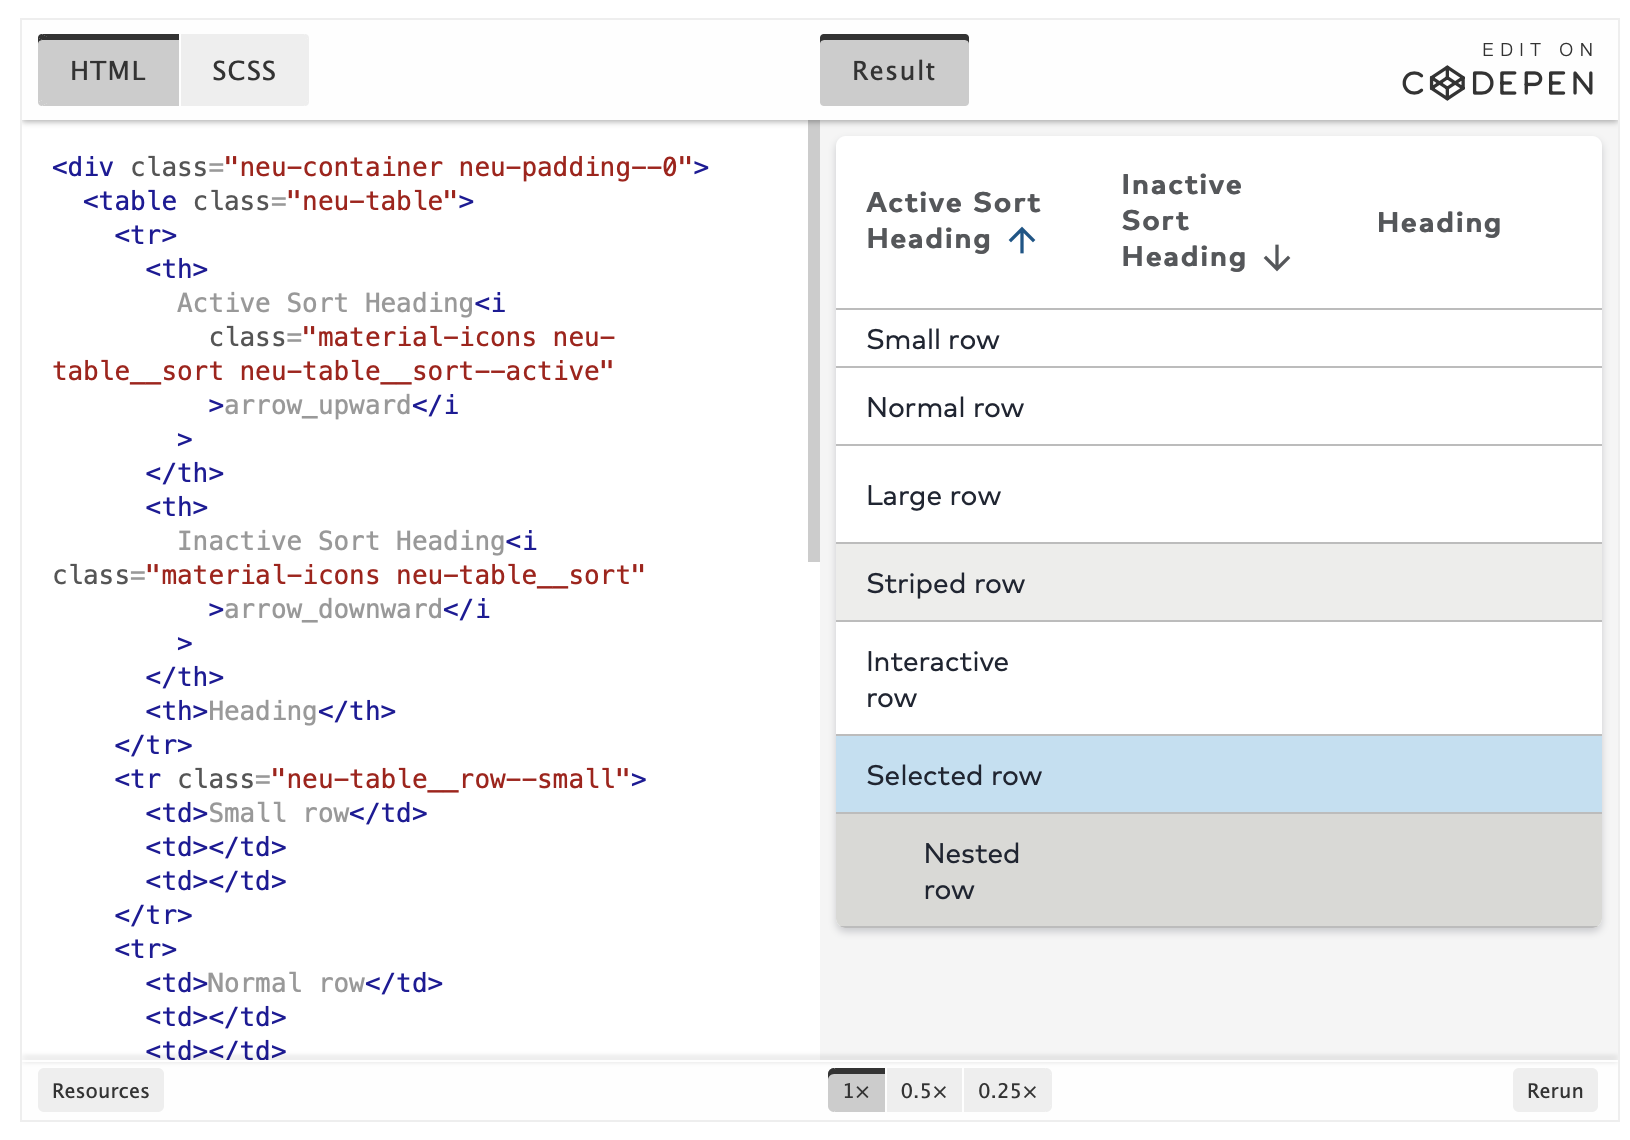 HTML
SCSS
Result
EDIT ON
CODEPEN
<div class="neu-container neu-padding--0">
<table class="neu-table">
<tr>
<th>
Active Sort Heading<i
class="material-icons neu-
table__sort neu-table__sort--active"
>arrow_upward</i
>
</th>
<th>
Inactive Sort Heading<i
class="material-icons neu-table__sort"
>arrow_downward</i
>
</th>
<th>Heading</th>
</tr>
<tr class="neu-table__row--small">
<td>Small row</td>
<td></td>
<td></td>
</tr>
<tr>
<td>Normal row</td>
<td></td>
<td></td>
Active Sort
Heading
Inactive
Sort
Heading
Heading
Small row
Normal row
Large row
Striped row
Interactive
row
Selected row
Nested
row
Resources
1×
0.5×
0.25×
Rerun